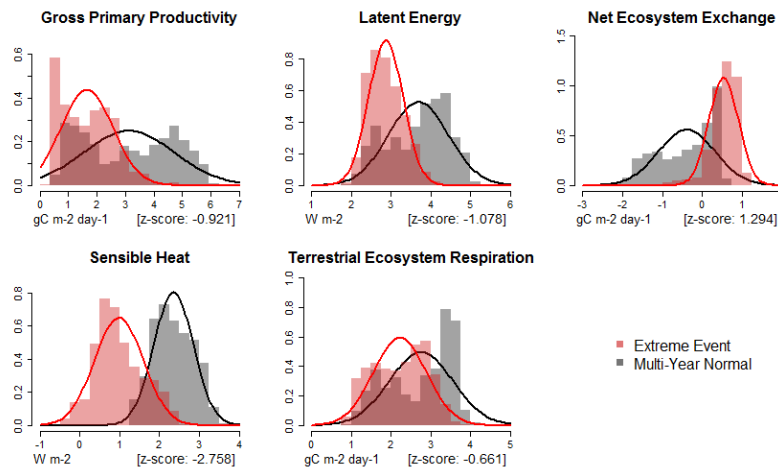 Gross Primary Productivity
0.0 0.2 0.4 0.6
0 1 2 3 4 5 6 7
gC m-2 day-1 [z-score: -0.921]
Latent Energy
0.0 0.2 0.4 0.6 0.8
1 2 3 4 5 6
W m-2 [z-score: -1.078]
Net Ecosystem Exchange
0.0 0.5 1.0 1.5
-3 -2 -1 0 1
gC m-2 day-1 [z-score: 1.294]
Sensible Heat
0.0 0.2 0.4 0.6 0.8
-1 0 1 2 3 4
W m-2 [z-score: -2.758]
Terrestrial Ecosystem Respiration
0.0 0.2 0.4 0.6 0.8 1.0
0 1 2 3 4 5
gC m-2 day-1 [z-score: -0.661]
Extreme Event
Multi-Year Normal